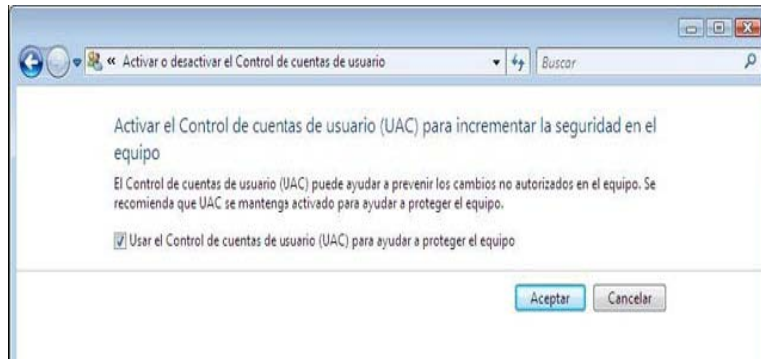 « Activar o desactivar el Control de cuentas de usuario
Buscar
Activar el Control de cuentas de usuario (UAC) para incrementar la seguridad en el
equipo
El Control de cuentas de usuario (UAC) puede ayudar a prevenir los cambios no autorizados en el equipo. Se
recomienda que UAC se mantenga activado para ayudar a proteger el equipo.
Usar el Control de cuentas de usuario (UAC) para ayudar a proteger el equipo
Aceptar
Cancelar